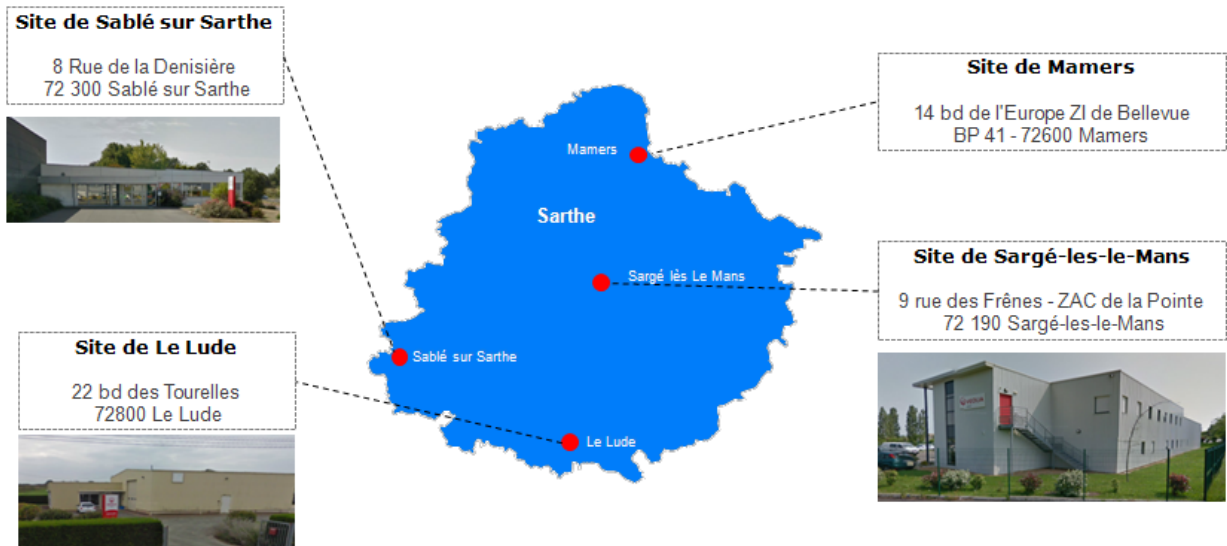 Site de Sablé sur Sarthe
8 Rue de la Denisière
72 300 Sablé sur Sarthe
Site de Mamers
14 bd de l'Europe ZI de Bellevue
BP 41 - 72600 Mamers
Mamers
Sarthe
Sargé lès Le Mans
Site de Sargé-les-le-Mans
9 rue des Frênes - ZAC de la Pointe
72 190 Sargé-les-le-Mans
Site de Le Lude
22 bd des Tourelles
72800 Le Lude
Sablé sur Sarthe
Le Lude